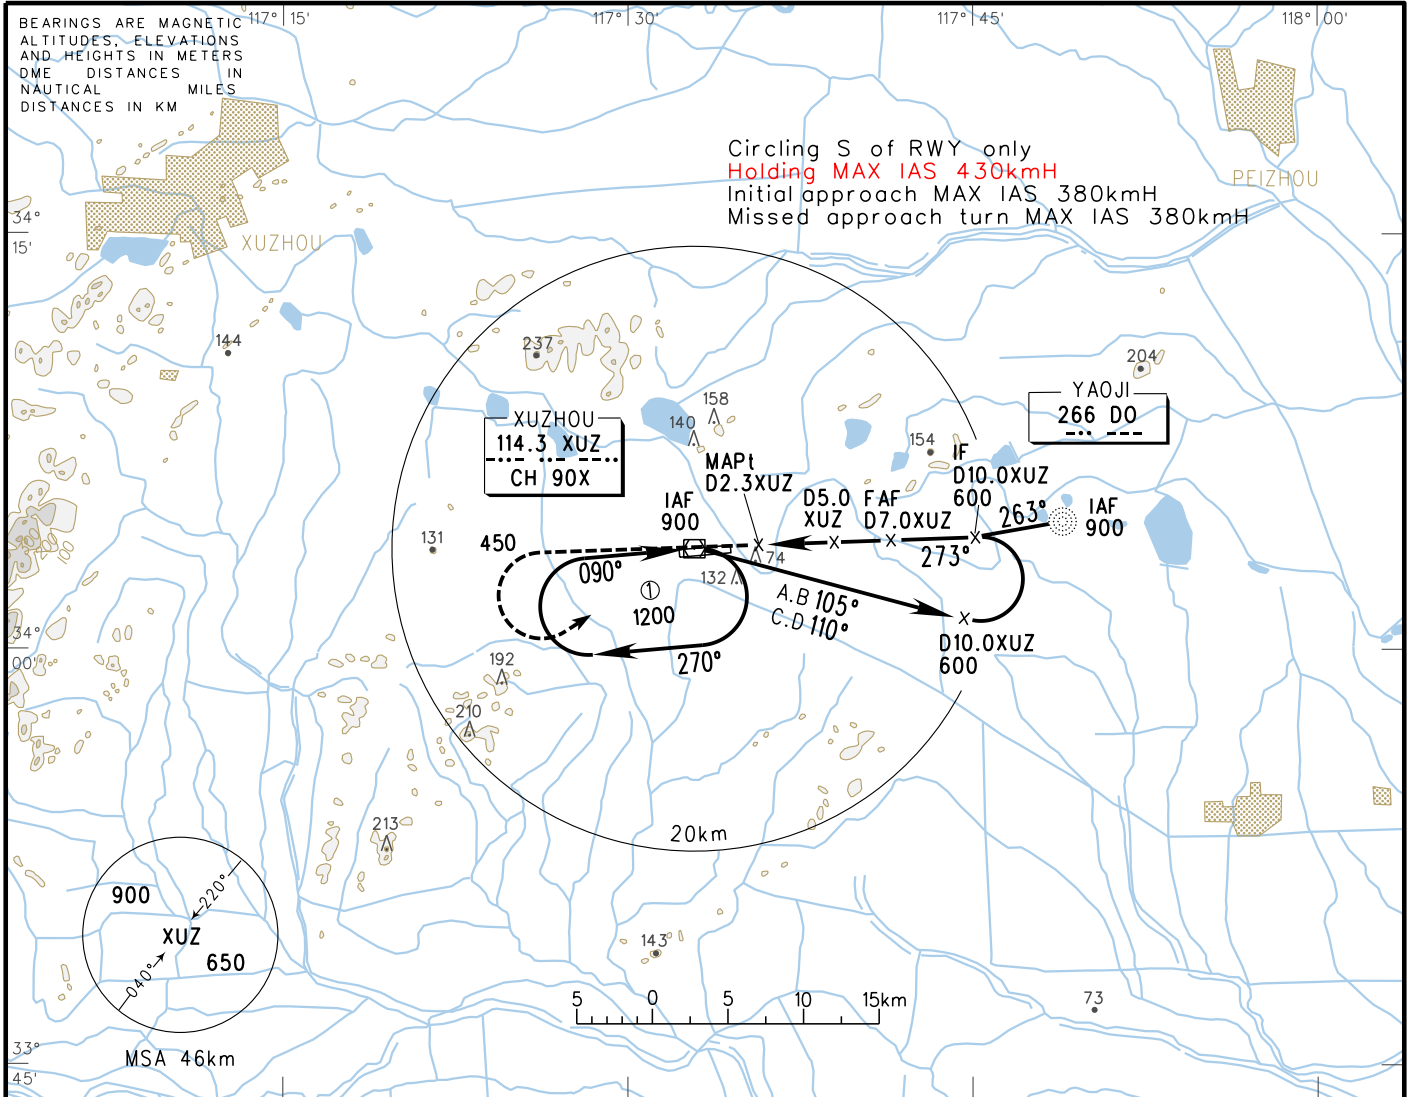 117° 15'
117° 30'
117° 45'
118° 00'
BEARINGS ARE MAGNETIC
ALTITUDES, ELEVATIONS
AND HEIGHTS IN METERS
DME DISTANCES IN
NAUTICAL MILES
DISTANCES IN KM
Circling S of RWY only
Holding MAX IAS 430kmH
Initial approach MAX IAS 380kmH
Missed approach turn MAX IAS 380kmH
PEIZHOU
34°
15'
XUZHOU
144
237
204
158
140
154
XUZHOU
114.3 XUZ
CH 90X
YAOJI
266 DO
MAPt
D2.3XUZ
IF
D10.0XUZ
600
IAF
900
D5.0
XUZ
FAF
D7.0XUZ
263°
IAF
900
131
450
090°
273°
74
132
①
1200
A.B 105°
C.D 110°
270°
D10.0XUZ
600
34°
00'
192
210
213
20km
900
220°
XUZ
650
040°
MSA 46km
143
5 0 5 10 15km
73
33°
45'